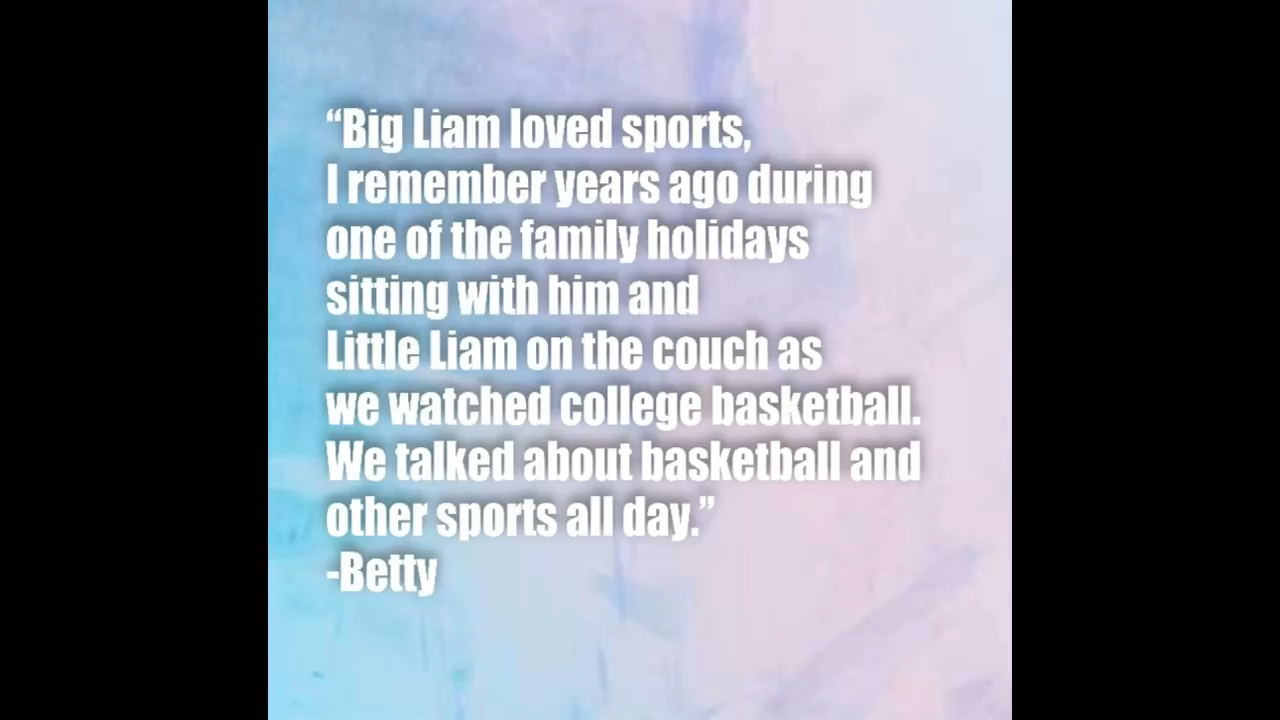 “Big Liam loved sports,
I remember years ago during
one of the family holidays
sitting with him and
Little Liam on the couch as
we watched college basketball.
We talked about basketball and
other sports all day.”
-Betty